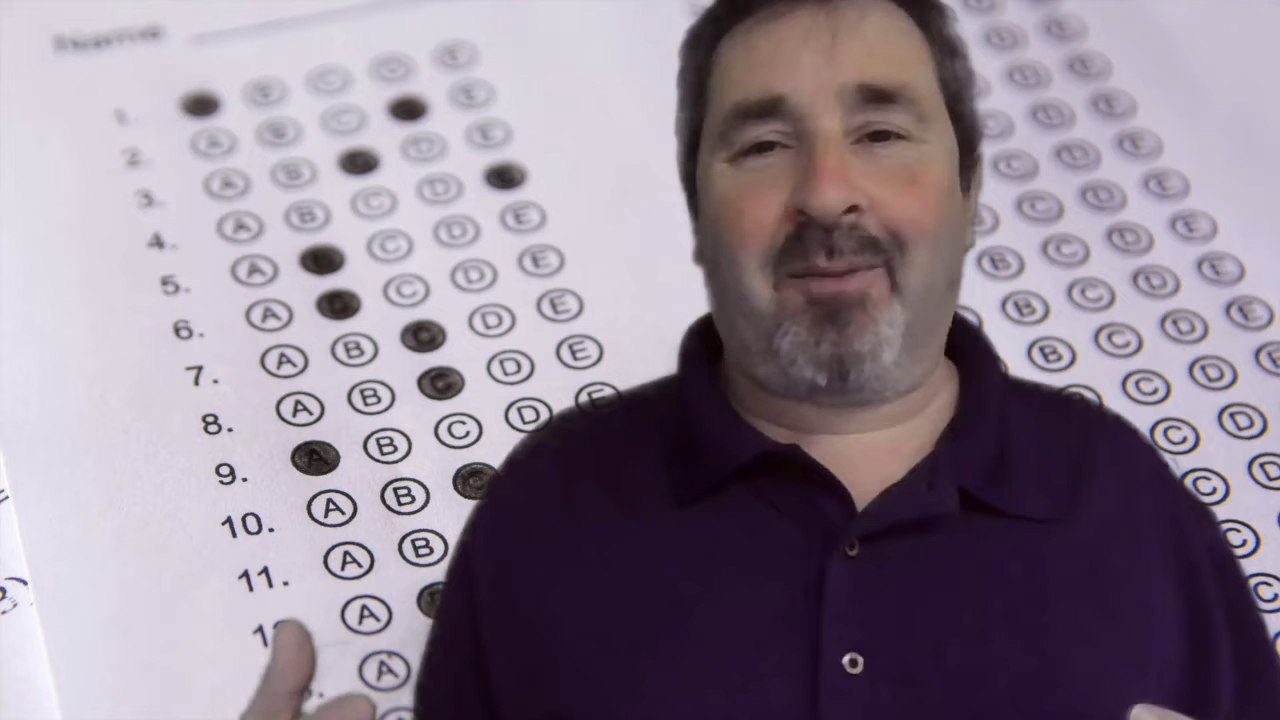 Name
1. B C D E
2. A B C E
3. A B D E
4. A B C D
5. A C D E
6. A B C D E
7. A B C D E
8. A B C D E
9. A B C D E
10. A B C
11. A B
A
A
D E
D E
C D E
C D E
B C D E
B C D E
B C D E
C D E
C D
C D
C
C